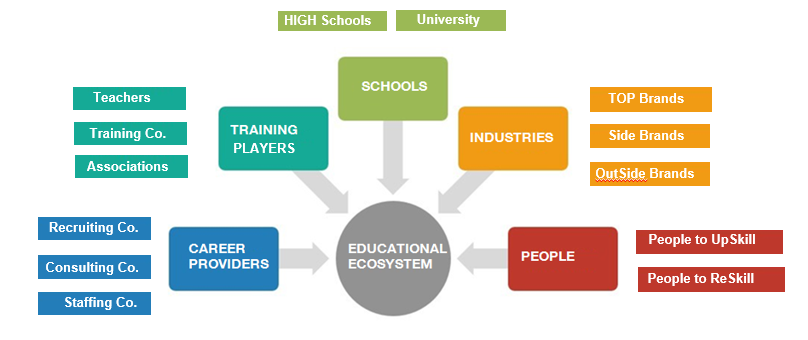 HIGH Schools
University
SCHOOLS
Teachers
Training Co.
Associations
TRAINING
PLAYERS
INDUSTRIES
TOP Brands
Side Brands
OutSide Brands
Recruiting Co.
Consulting Co.
Staffing Co.
CAREER
PROVIDERS
EDUCATIONAL
ECOSYSTEM
PEOPLE
People to UpSkill
People to ReSkill